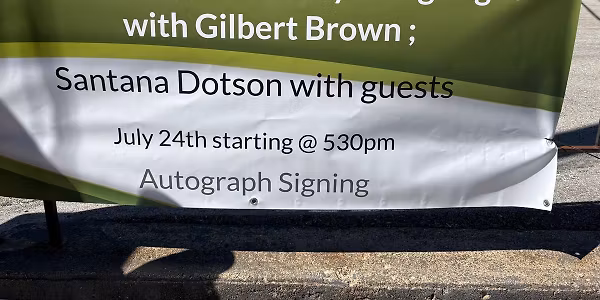 with Gilbert Brown ;
Santana Dotson with guests
July 24th starting @ 530pm
Autograph Signing